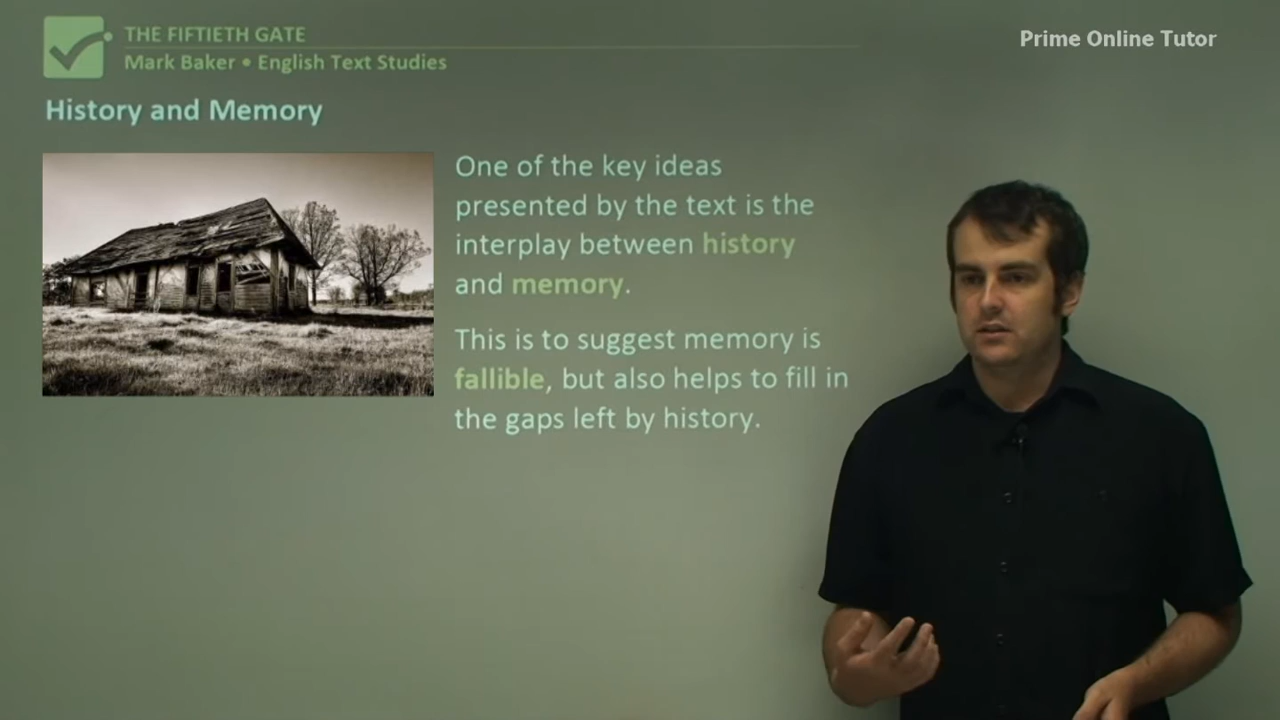 THE FIFTIETH GATE
Mark Baker • English Text Studies
Prime Online Tutor
History and Memory
One of the key ideas
presented by the text is the
interplay between history
and memory.
This is to suggest memory is
fallible, but also helps to fill in
the gaps left by history.